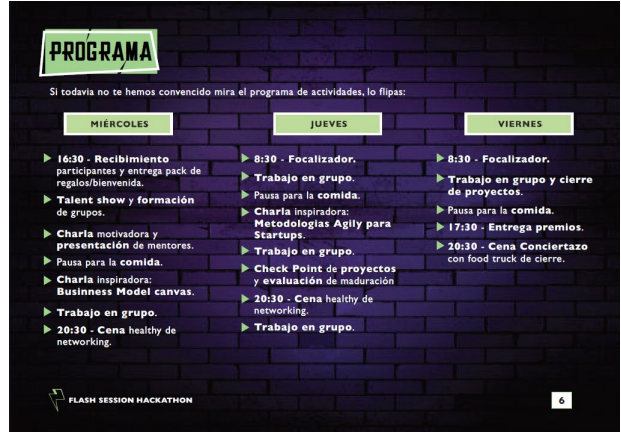 PROGRAMA
Si todavia no te hemos convencido mira el programa de actividades, lo flipas:
MIÉRCOLES
16:30 - Recibimiento
participantes y entrega pack de
regalos/bienvenida.
Talent show y formación
de grupos.
Charla motivadora y
presentación de mentores.
Pausa para la comida.
Charla inspiradora:
Businness Model canvas.
Trabajo en grupo.
20:30 - Cena healthy de
networking.
JUEVES
8:30 - Focalizador.
Trabajo en grupo.
Pausa para la comida.
Charla inspiradora:
Metodologias Agily para
Startups.
Trabajo en grupo.
Check Point de proyectos
y evaluación de maduración
20:30 - Cena healthy de
networking.
Trabajo en grupo.
VIERNES
8:30 - Focalizador.
Trabajo en grupo y cierre
de proyectos.
Pausa para la comida.
17:30 - Entrega premios.
20:30 - Cena Conciertazo
con food truck de cierre.
FLASH SESSION HACKATHON
6